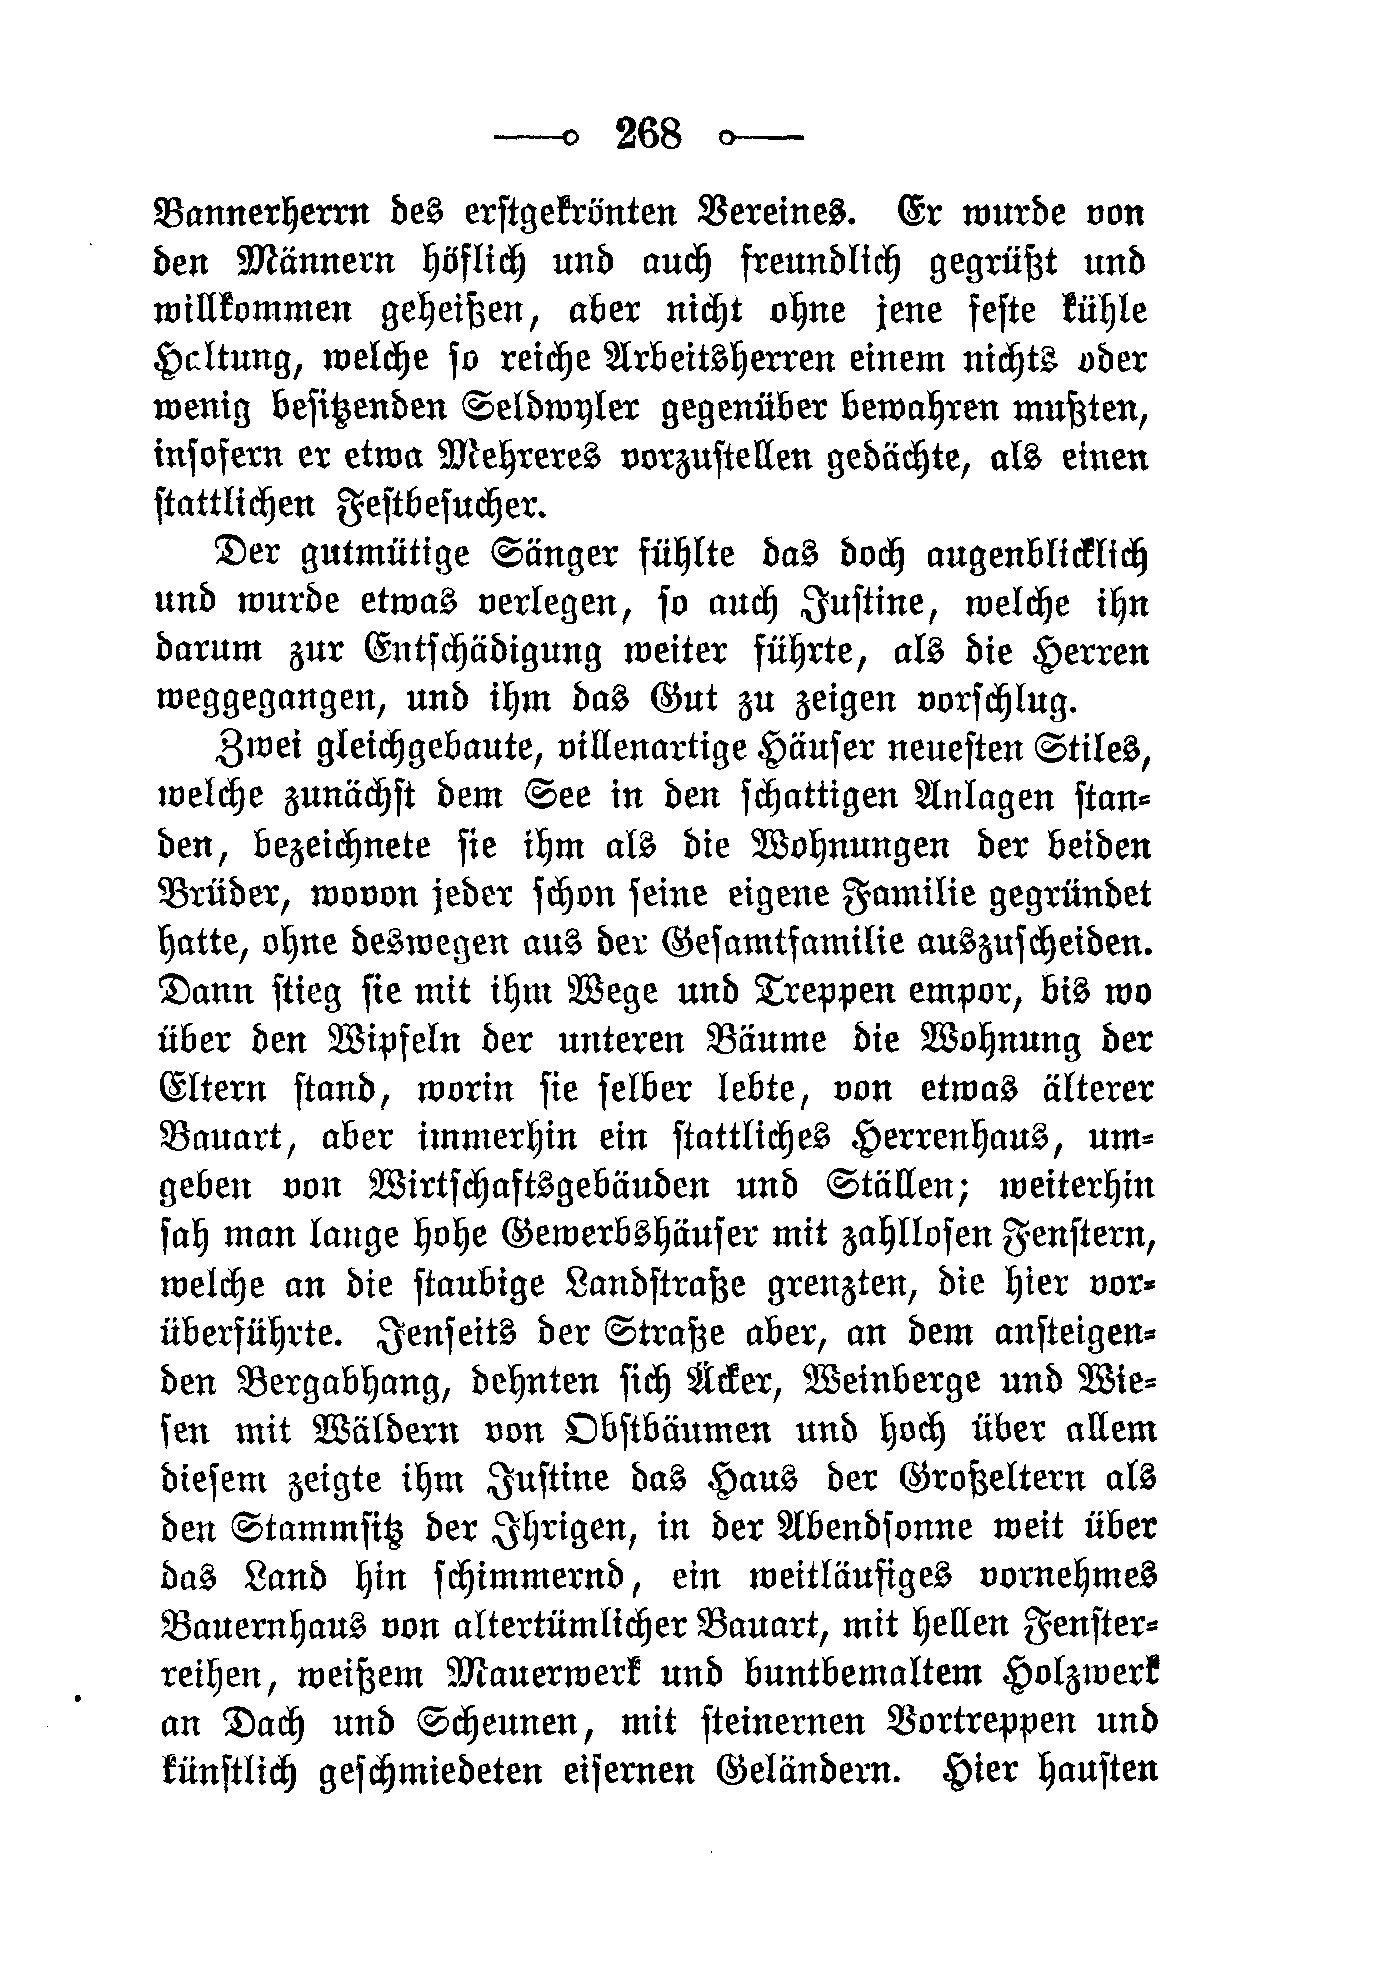 268
Bannerherrn des erstgekrönten Vereines. Er wurde von
den Männern höflich und auch freundlich gegrüßt und
willkommen geheißen, aber nicht ohne jene feste kühle
Haltung, welche so reiche Arbeitsherren einem nichts oder
wenig besitzenden Seldwyler gegenüber bewahren mußten,
insofern er etwa Mehreres vorzustellen gedächte, als einen
stattlichen Festbesucher.
Der gutmütige Sänger fühlte das doch augenblicklich
und wurde etwas verlegen, so auch Justine, welche ihn
darum zur Entschädigung weiter führte, als die Herren
weggegangen, und ihm das Gut zu zeigen vorschlug.
Zwei gleichgebaute, villenartige Häuser neuesten Stiles,
welche zunächst dem See in den schattigen Anlagen stan=
den, bezeichnete sie ihm als die Wohnungen der beiden
Brüder, wovon jeder schon seine eigene Familie gegründet
hatte, ohne deswegen aus der Gesamtfamilie auszuscheiden.
Dann stieg sie mit ihm Wege und Treppen empor, bis wo
über den Wipfeln der unteren Bäume die Wohnung der
Eltern stand, worin sie selber lebte, von etwas älterer
Bauart, aber immerhin ein stattliches Herrenhaus, um=
geben von Wirtschaftsgebäuden und Ställen; weiterhin
sah man lange hohe Gewerbshäuser mit zahllosen Fenstern,
welche an die staubige Landstraße grenzten, die hier vor=
überführte. Jenseits der Straße aber, an dem ansteigen=
den Bergabhang, dehnten sich Äcker, Weinberge und Wie=
sen mit Wäldern von Obstbäumen und hoch über allem
diesem zeigte ihm Justine das Haus der Großeltern als
den Stammsitz der Ihrigen, in der Abendsonne weit über
das Land hin schimmernd, ein weitläufiges vornehmes
Bauernhaus von altertümlicher Bauart, mit hellen Fenster=
reihen, weißem Mauerwerk und buntbemaltem Holzwerk
an Dach und Scheunen, mit steinernen Vortreppen und
künstlich geschmiedeten eisernen Geländern. Hier hausten